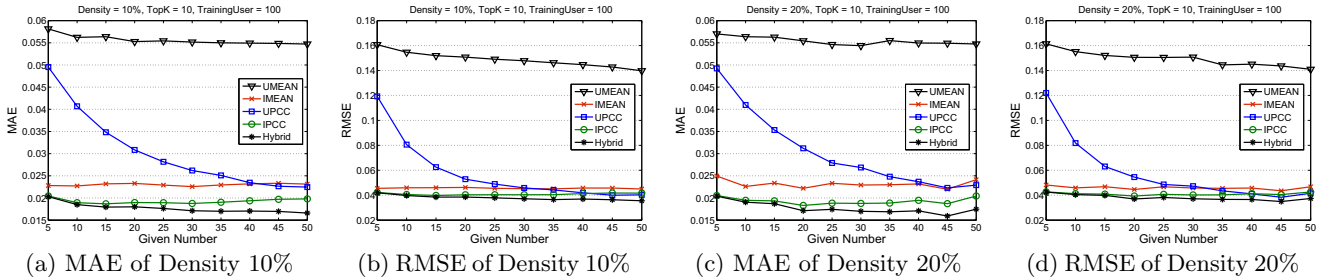 Density = 10%, TopK = 10, TrainingUser = 100
0.06
0.055
0.05
0.045
0.04
0.035
0.03
0.025
0.02
0.015
MAE
5 10 15 20 25 30 35 40 45 50
Given Number
UMEAN
IMEAN
UPCC
IPCC
Hybrid
(a) MAE of Density 10%
Density = 10%, TopK = 10, TrainingUser = 100
0.18
0.16
0.14
0.12
0.1
0.08
0.06
0.04
0.02
RMSE
5 10 15 20 25 30 35 40 45 50
Given Number
UMEAN
IMEAN
UPCC
IPCC
Hybrid
(b) RMSE of Density 10%
Density = 20%, TopK = 10, TrainingUser = 100
0.06
0.055
0.05
0.045
0.04
0.035
0.03
0.025
0.02
0.015
MAE
5 10 15 20 25 30 35 40 45 50
Given Number
UMEAN
IMEAN
UPCC
IPCC
Hybrid
(c) MAE of Density 20%
Density = 20%, TopK = 10, TrainingUser = 100
0.18
0.16
0.14
0.12
0.1
0.08
0.06
0.04
0.02
RMSE
5 10 15 20 25 30 35 40 45 50
Given Number
UMEAN
IMEAN
UPCC
IPCC
Hybrid
(d) RMSE of Density 20%